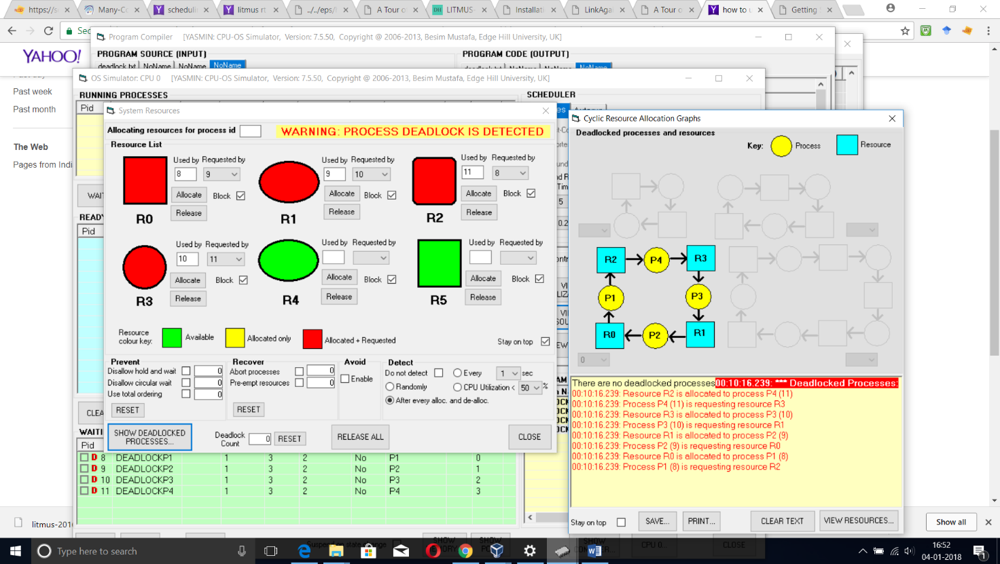 https://s
Many-Co
schedulin
litmus rt
../../eps/l
A Tour o
LITMUS-
Installati
LinkAga
A Tour o
how to u
Getting
Sec
YAHOO!
Past week
Past month
The Web
Pages from Indi
Program Compiler [YASMIN: CPU-OS Simulator, Version: 7.5.50, Copyright @ 2006-2013, Besim Mustafa, Edge Hill University, UK]
PROGRAM SOURCE (INPUT)
PROGRAM CODE (OUTPUT)
deadlock.txt NoName NoName NoName
deadlock.txt NoName NoName NoName
OS Simulator: CPU 0 [YASMIN: CPU-OS Simulator, Version: 7.5.50, Copyright @ 2006-2013, Besim Mustafa, Edge Hill University, UK]
RUNNING PROCESSES
SCHEDULER
Pid
WAIT
READY
Pid
CLEA
WAITI
Pid
System Resources
Allocating resources for process id
WARNING: PROCESS DEADLOCK IS DETECTED
Resource List
Used by Requested by
8 9
Allocate Block
Release
R0
Used by Requested by
9 10
Allocate Block
Release
R1
Used by Requested by
11 8
Allocate Block
Release
R2
Used by Requested by
10 11
Allocate Block
Release
R3
Used by Requested by
Allocate Block
Release
R4
Used by Requested by
Allocate Block
Release
R5
Resource colour key:
Available
Allocated only
Allocated + Requested
Stay on top
Prevent
Disallow hold and wait 0
Disallow circular wait 0
Use total ordering 0
RESET
Recover
Abort processes 0
Pre-empt resources 0
RESET
Avoid
Enable
Detect
Do not detect Every 1 sec
Randomly CPU Utilization < 50 %
After every alloc. and de-alloc.
SHOW DEADLOCKED PROCESSES...
Deadlock Count 0 RESET
RELEASE ALL
CLOSE
D 8 DEADLOCKP1 1 3 2 No P1 0
D 9 DEADLOCKP2 1 3 2 No P2 1
D 10 DEADLOCKP3 1 3 2 No P3 2
D 11 DEADLOCKP4 1 3 2 No P4 3
Cyclic Resource Allocation Graphs
Deadlocked processes and resources
Key: Process Resource
R2 P4 R3
P1 P3
R0 P2 R1
0
There are no deadlocked processes00:10:16.239: *** Deadlocked Processes:
00:10:16.239: Resource R2 is allocated to process P4 (11)
00:10:16.239: Process P4 (11) is requesting resource R3
00:10:16.239: Resource R3 is allocated to process P3 (10)
00:10:16.239: Process P3 (10) is requesting resource R1
00:10:16.239: Resource R1 is allocated to process P2 (9)
00:10:16.239: Process P2 (9) is requesting resource R0
00:10:16.239: Resource R0 is allocated to process P1 (8)
00:10:16.239: Process P1 (8) is requesting resource R2
Stay on top
SAVE...
PRINT...
CLEAR TEXT
VIEW RESOURCES...
litmus-201
Show all
Type here to search
CPU 0...
CLOSE
16:52
04-01-2018
1